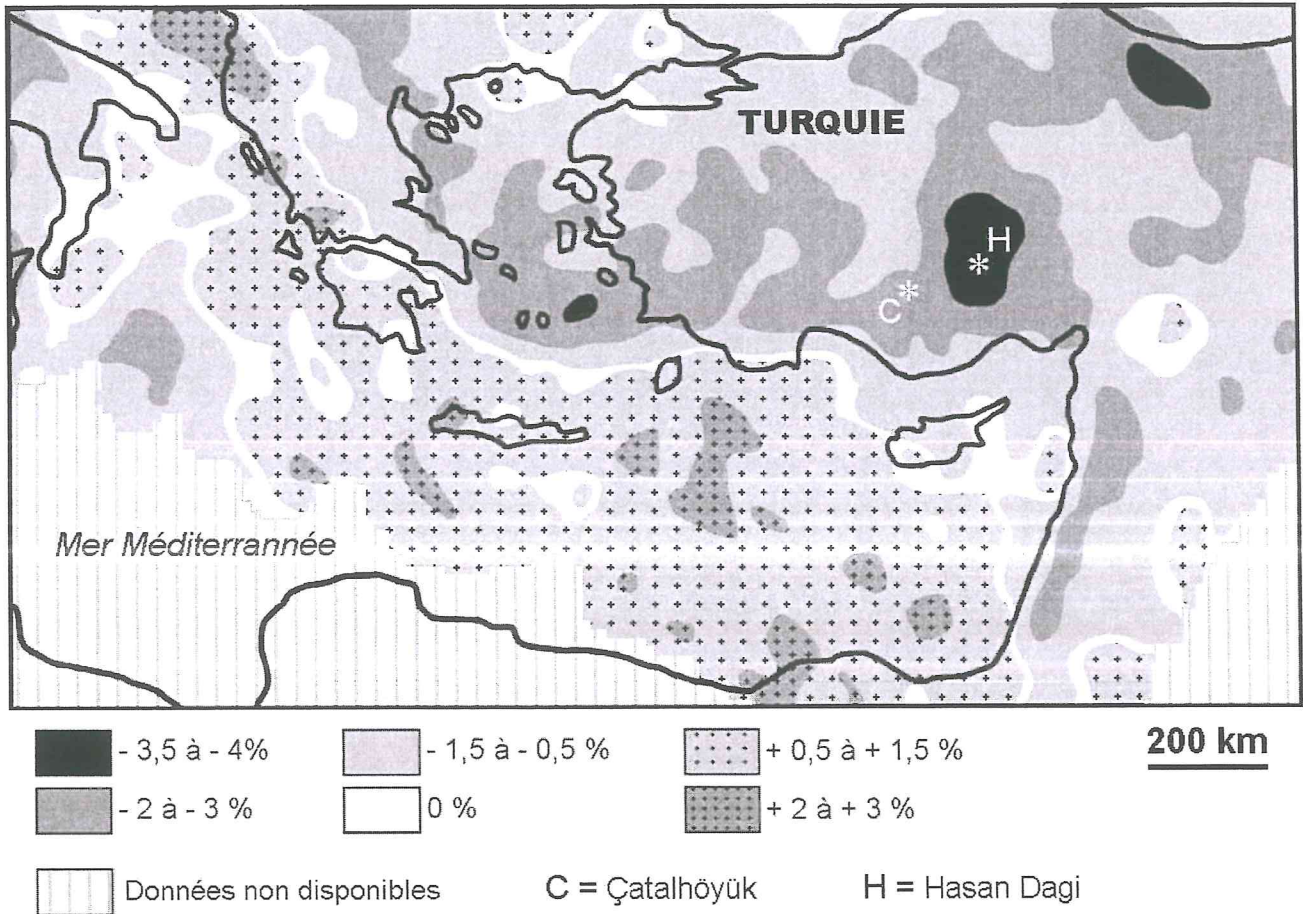 TURQUIE
H
*
C *
Mer Méditerrannée
- 3,5 à - 4%
- 1,5 à - 0,5 %
+ 0,5 à + 1,5 %
200 km
- 2 à - 3 %
0 %
+ 2 à + 3 %
Données non disponibles
C = Çatalhöyük
H = Hasan Dagi